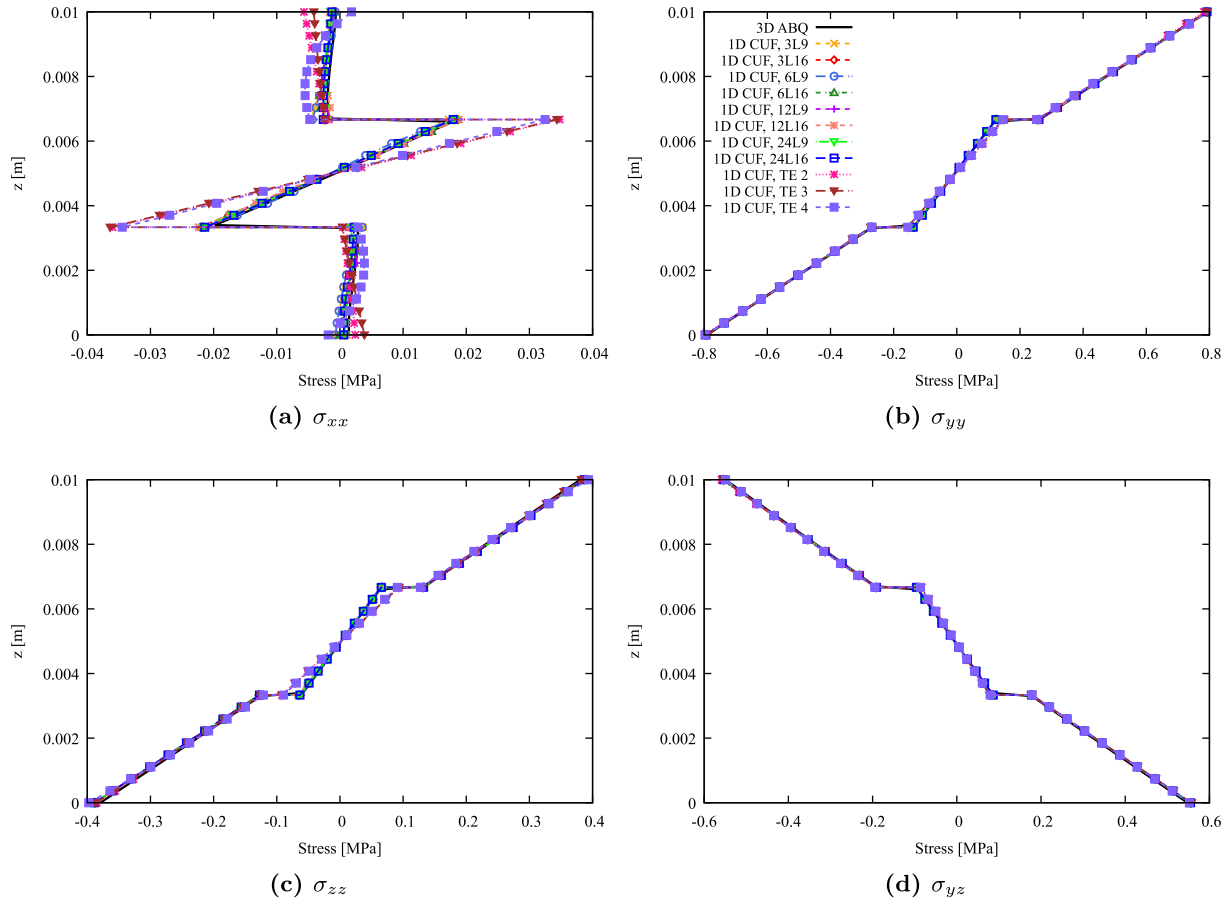 0.01
0.008
0.006
0.004
0.002
0
z [m]
-0.04
-0.03
-0.02
-0.01
0
0.01
0.02
0.03
0.04
Stress [MPa]
(a) σxx
0.01
0.008
0.006
0.004
0.002
0
z [m]
3D ABQ
1D CUF, 3L9
1D CUF, 3L16
1D CUF, 6L9
1D CUF, 6L16
1D CUF, 12L9
1D CUF, 12L16
1D CUF, 24L9
1D CUF, 24L16
1D CUF, TE 2
1D CUF, TE 3
1D CUF, TE 4
-0.8
-0.6
-0.4
-0.2
0
0.2
0.4
0.6
0.8
Stress [MPa]
(b) σyy
0.01
0.008
0.006
0.004
0.002
0
z [m]
-0.4
-0.3
-0.2
-0.1
0
0.1
0.2
0.3
0.4
Stress [MPa]
(c) σzz
0.01
0.008
0.006
0.004
0.002
0
z [m]
-0.6
-0.4
-0.2
0
0.2
0.4
0.6
Stress [MPa]
(d) σyz